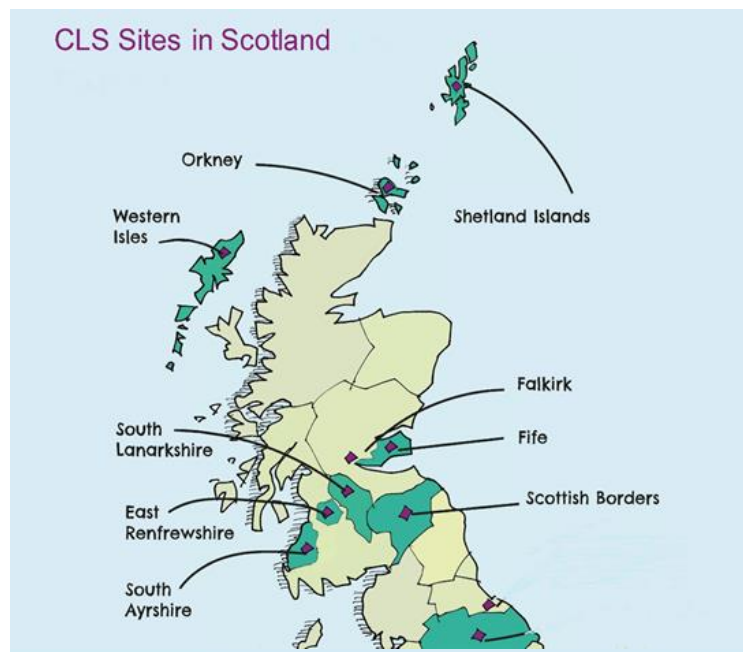 CLS Sites in Scotland
Orkney
Western
Isles
Shetland Islands
Falkirk
South
Lanarkshire
Fife
Scottish Borders
East
Renfrewshire
South
Ayrshire